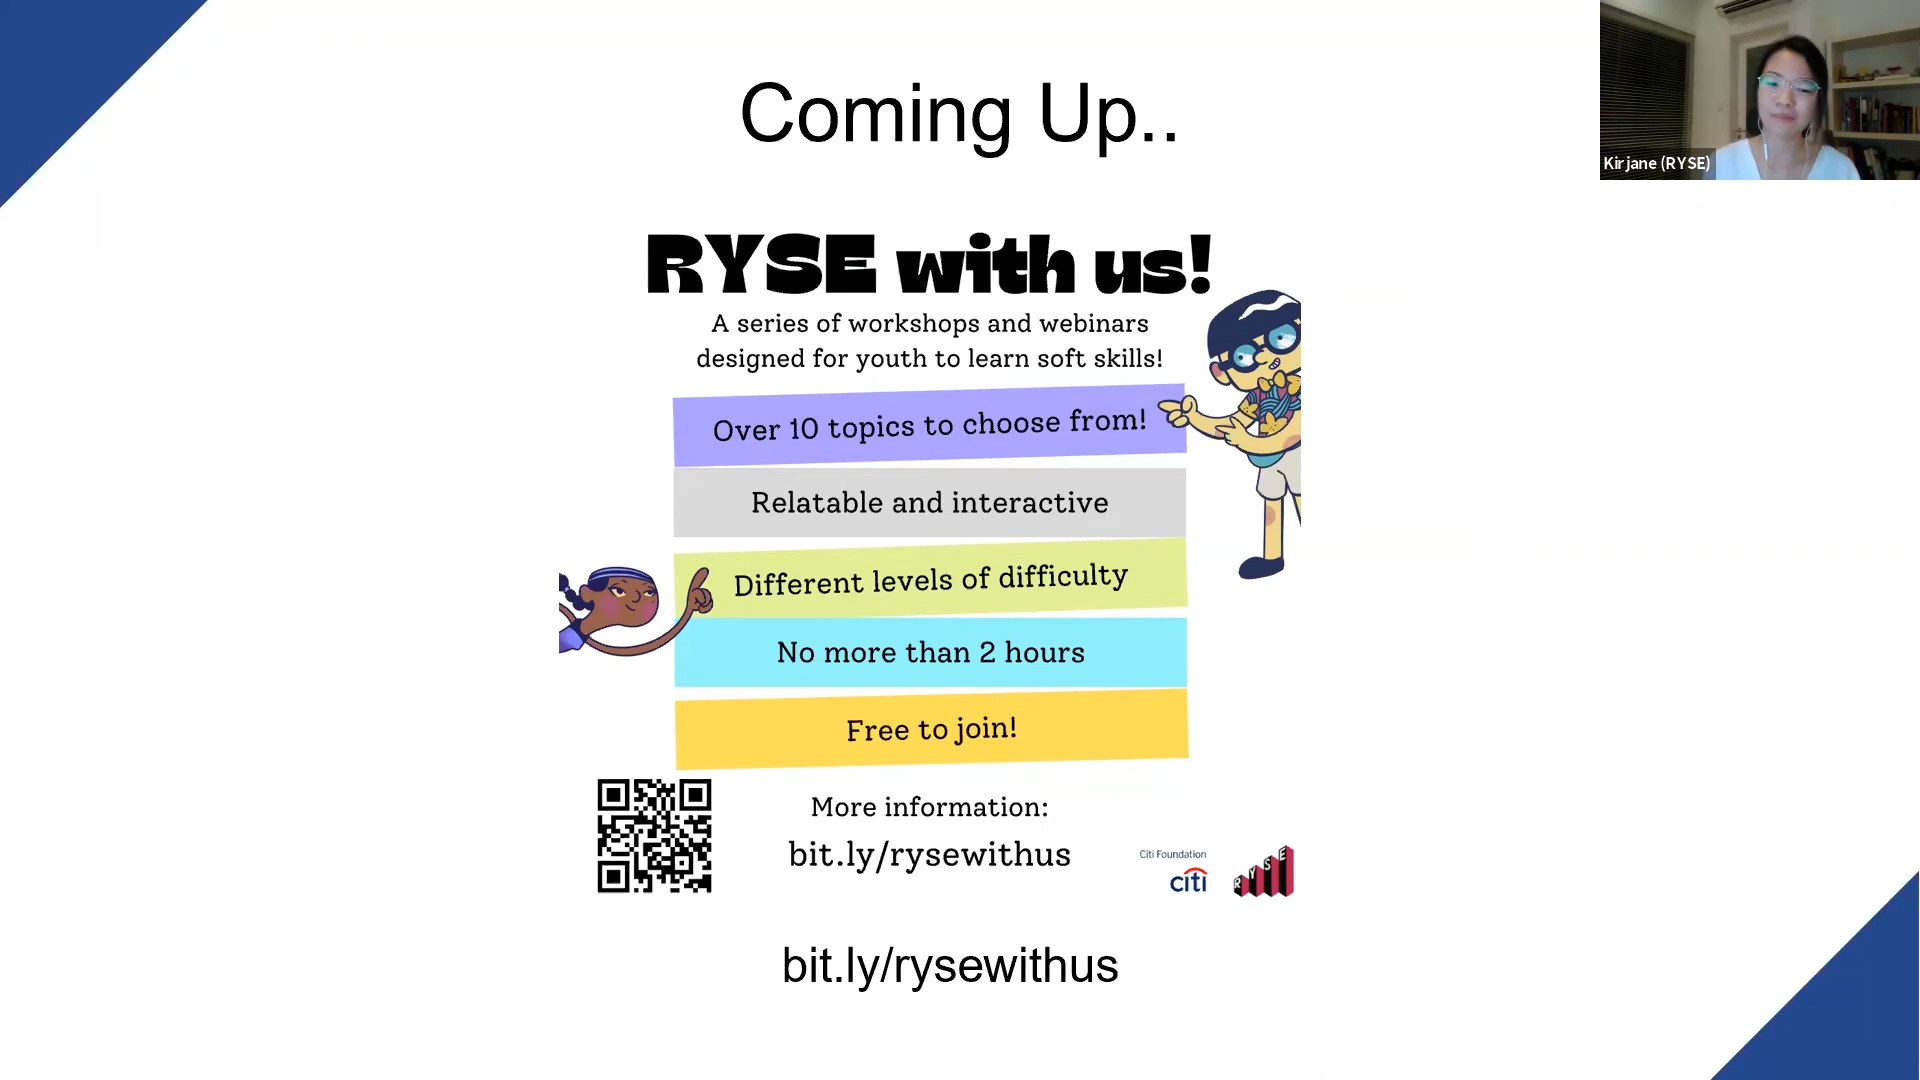 Coming Up..
Kirjane (RYSE)
RYSE with us!
A series of workshops and webinars
designed for youth to learn soft skills!
Over 10 topics to choose from!
Relatable and interactive
Different levels of difficulty
No more than 2 hours
Free to join!
More information:
bit.ly/rysewithus
Citi Foundation
citi
RYSE
bit.ly/rysewithus